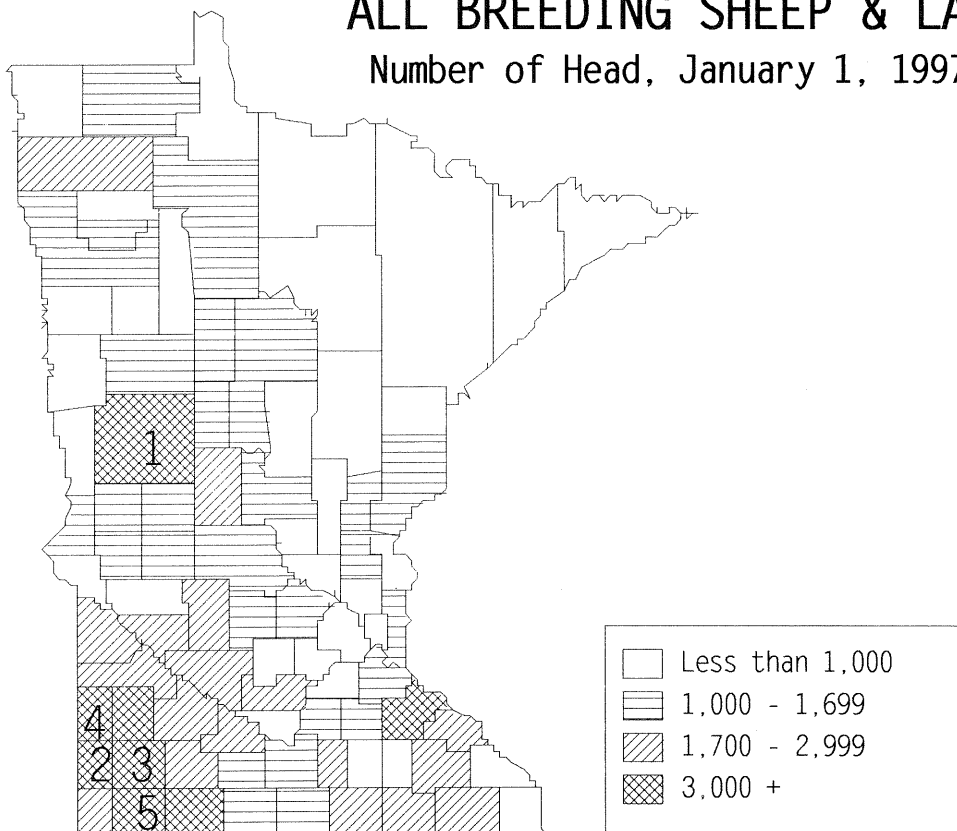 ALL BREEDING SHEEP & LA
Number of Head, January 1, 1997
1
4
2 3
5
Less than 1,000
1,000 - 1,699
1,700 - 2,999
3,000 +